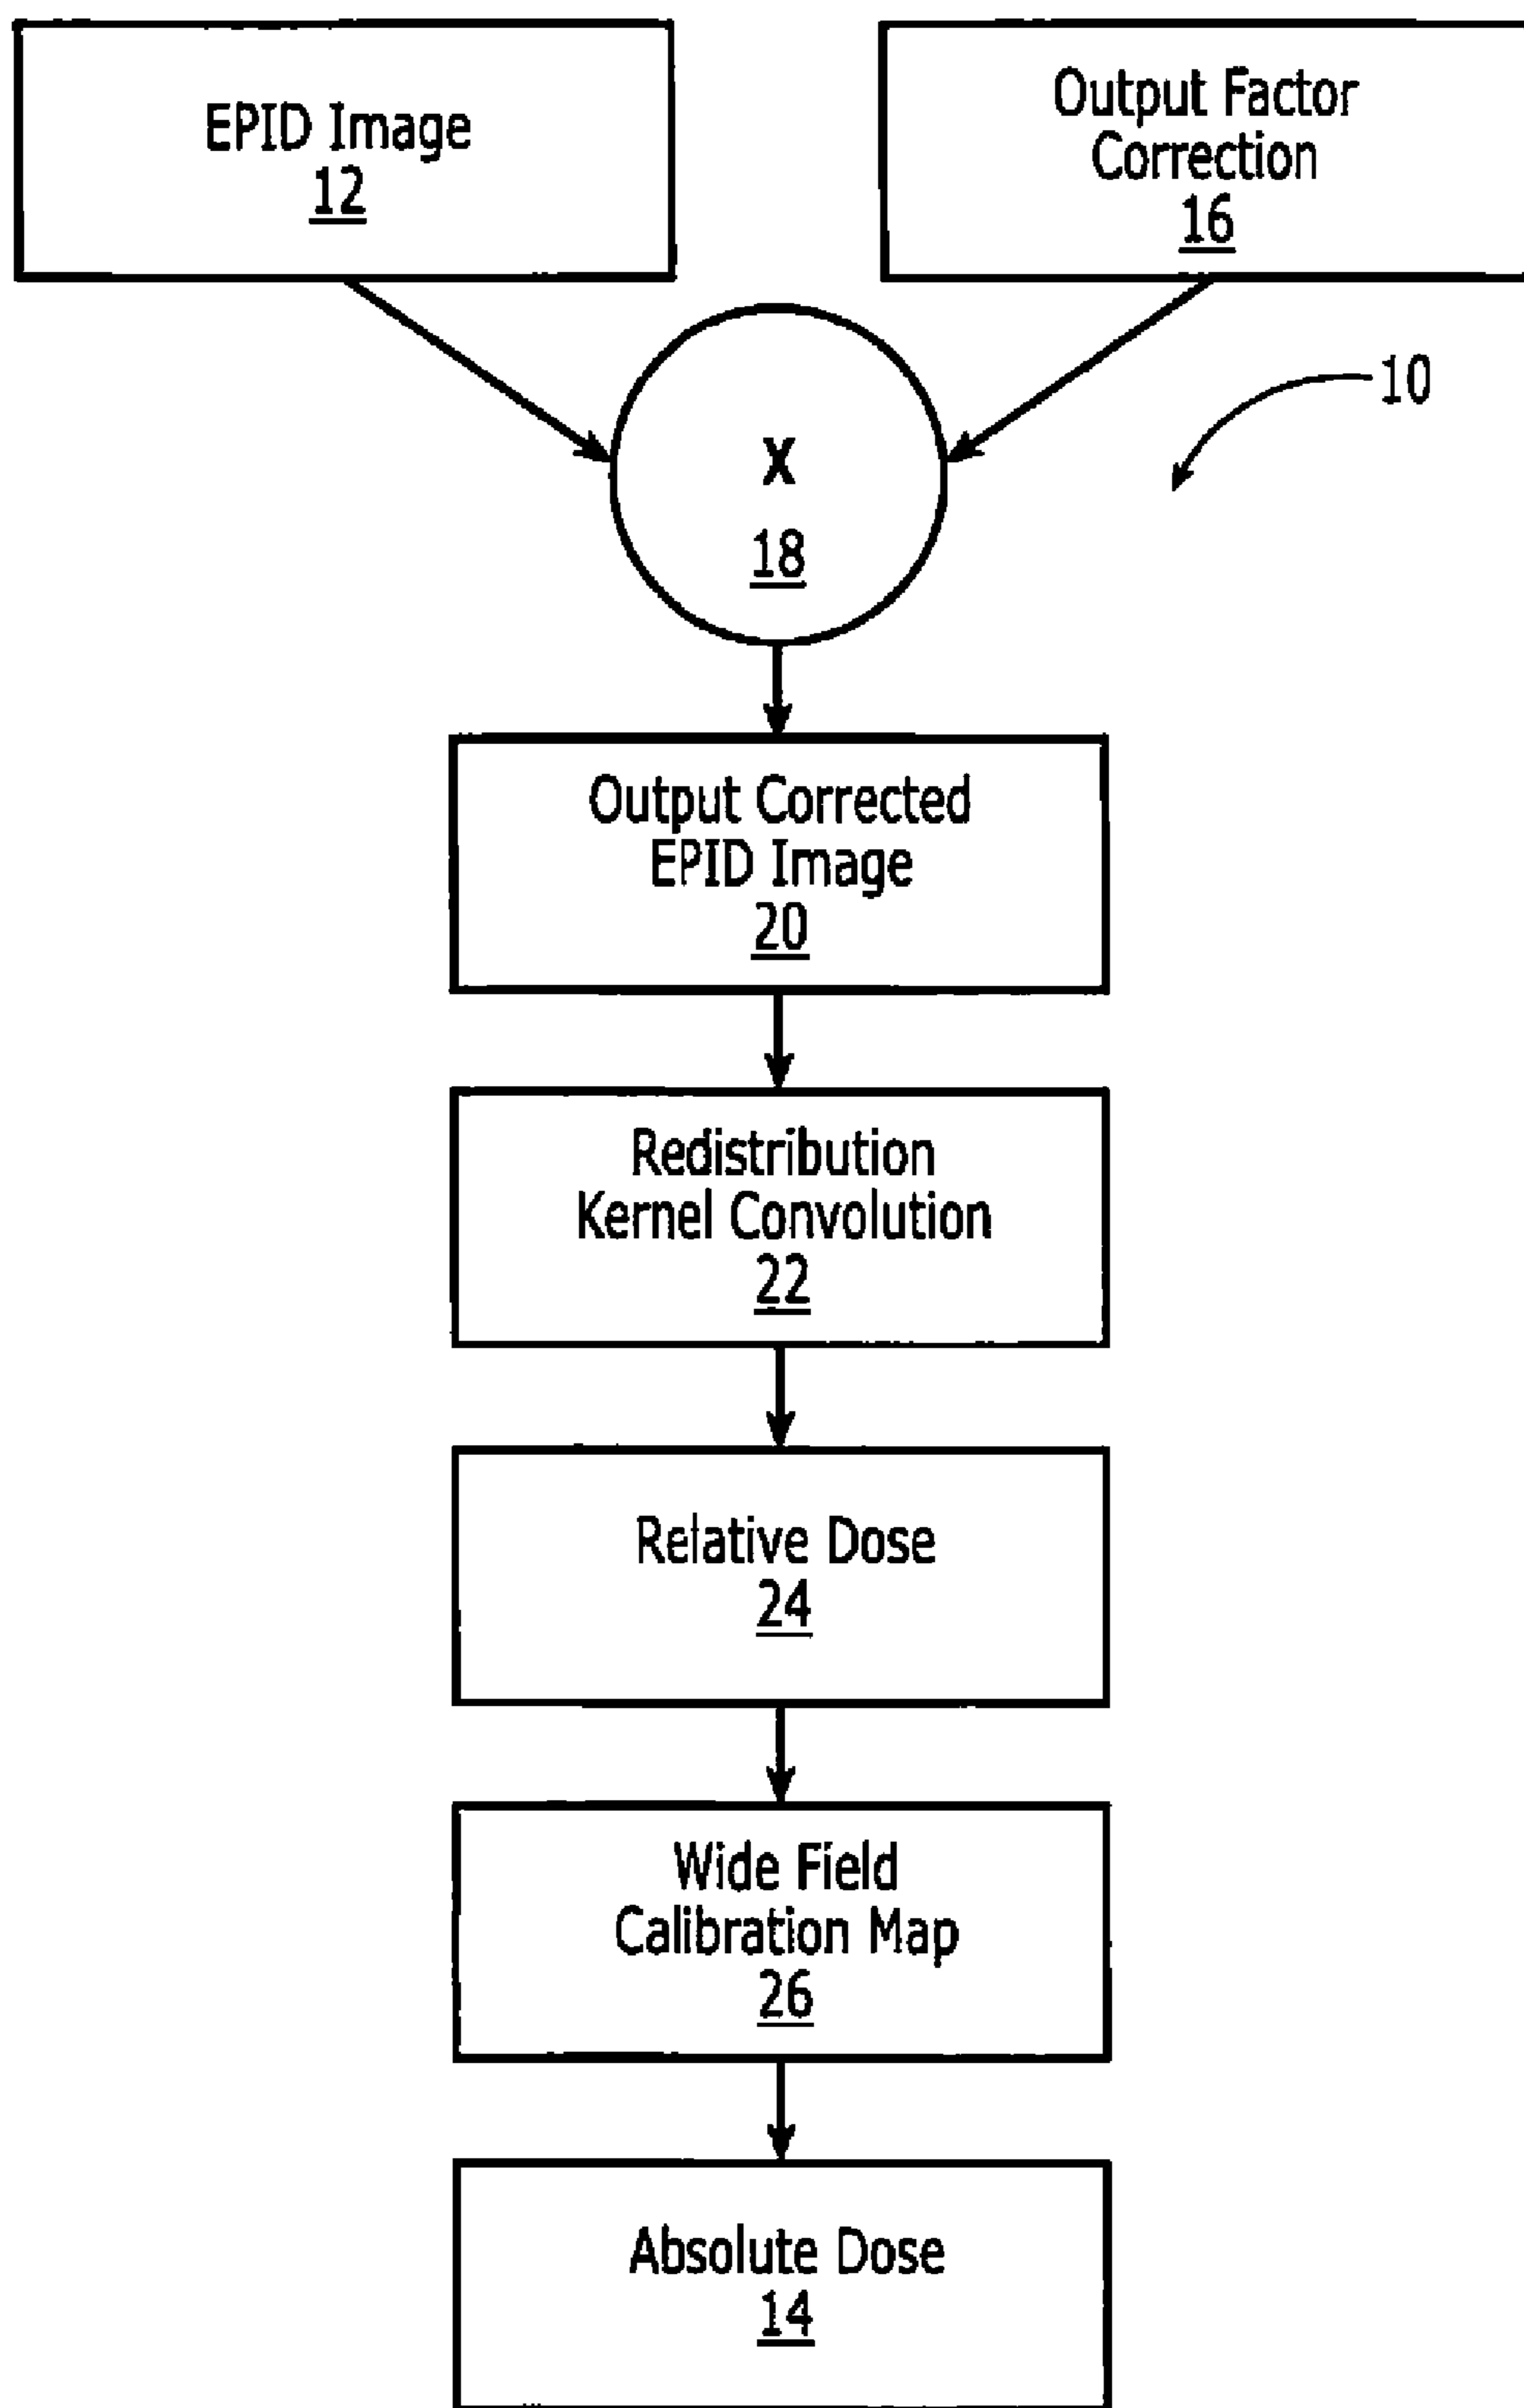 EPID Image
12
Output Factor
Correction
16
10
X
18
Output Corrected
EPID Image
20
Redistribution
Kernel Convolution
22
Relative Dose
24
Wide Field
Calibration Map
26
Absolute Dose
14